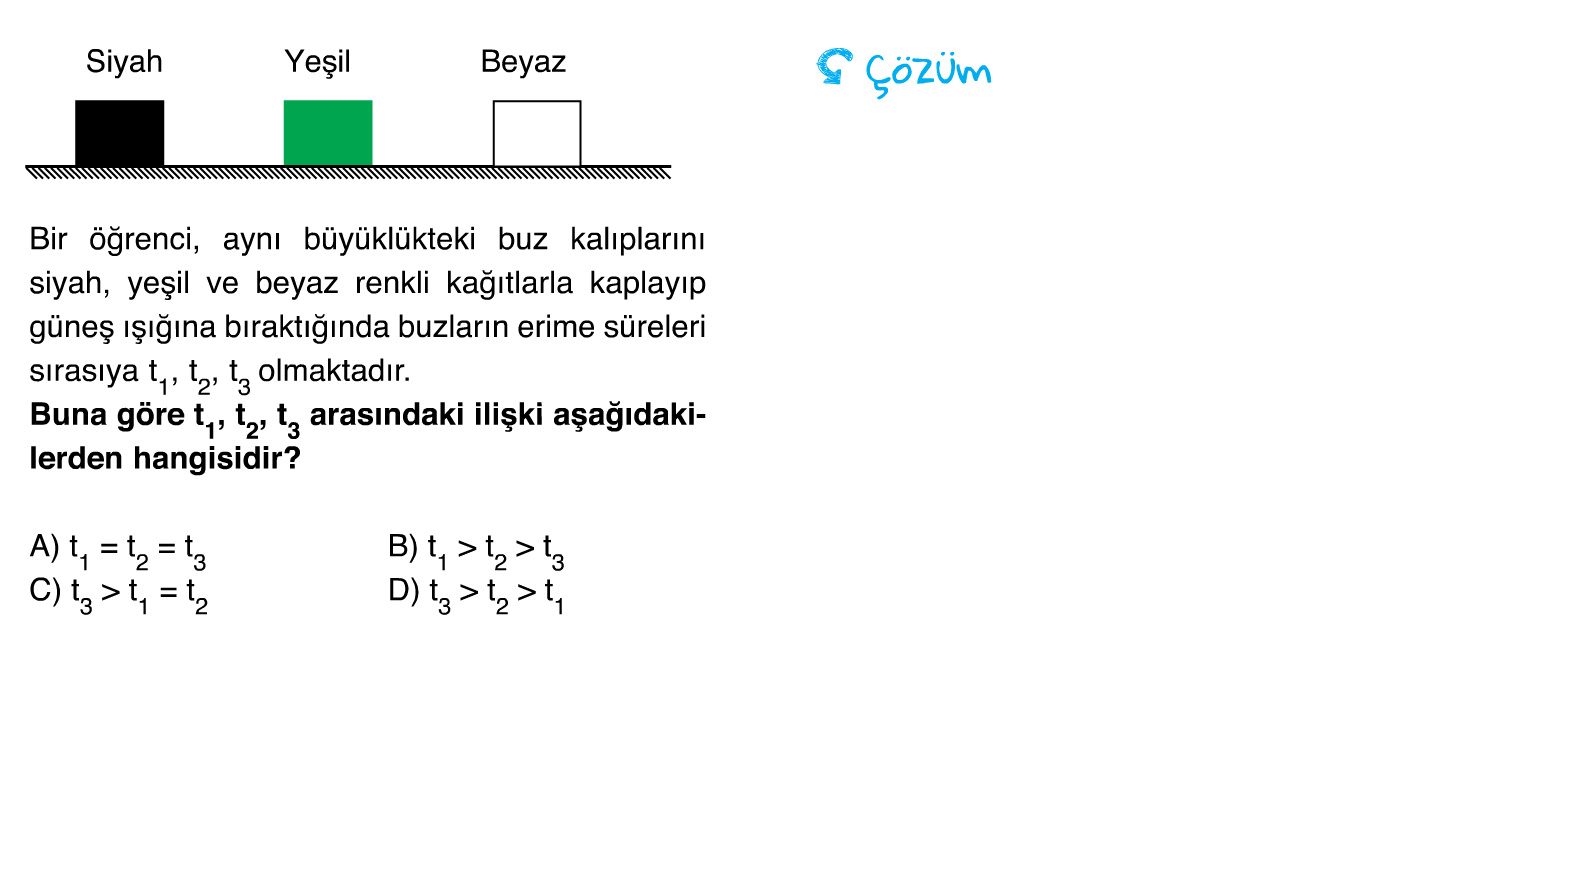 Siyah Yeşil Beyaz
Çözüm
Bir öğrenci, aynı büyüklükteki buz kalıplarını
siyah, yeşil ve beyaz renkli kağıtlarla kaplayıp
güneş ışığına bıraktığında buzların erime süreleri
sırasıya t₁, t₂, t₃ olmaktadır.
Buna göre t₁, t₂, t₃ arasındaki ilişki aşağıdaki-
lerden hangisidir?
A) t₁ = t₂ = t₃ B) t₁ > t₂ > t₃
C) t₃ > t₁ = t₂ D) t₃ > t₂ > t₁